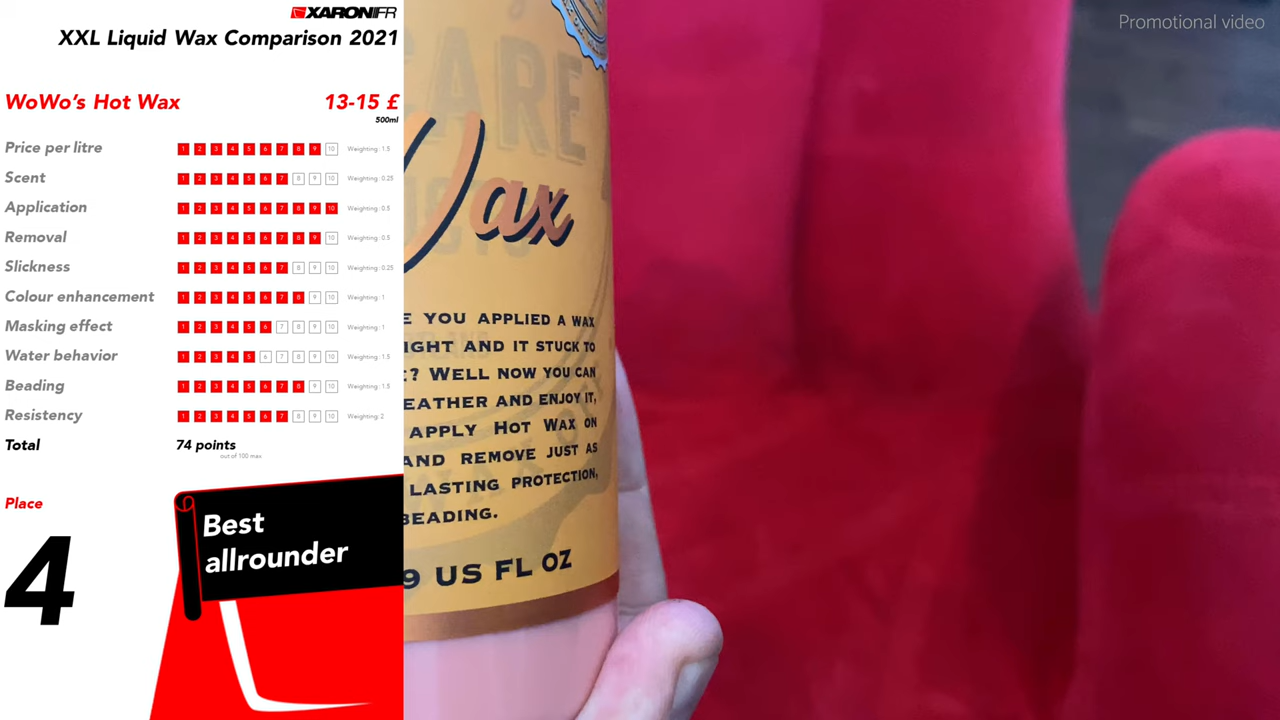 XARONIFR
XXL Liquid Wax Comparison 2021
WoWo's Hot Wax 13-15 £
500ml
Price per litre 1 2 3 4 5 6 7 8 9 10 Weighting: 1.5
Scent 1 2 3 4 5 6 7 8 9 10 Weighting: 0.25
Application 1 2 3 4 5 6 7 8 9 10 Weighting: 0.5
Removal 1 2 3 4 5 6 7 8 9 10 Weighting: 0.5
Slickness 1 2 3 4 5 6 7 8 9 10 Weighting: 0.25
Colour enhancement 1 2 3 4 5 6 7 8 9 10 Weighting: 1
Masking effect 1 2 3 4 5 6 7 8 9 10 Weighting: 1
Water behavior 1 2 3 4 5 6 7 8 9 10 Weighting: 1.5
Beading 1 2 3 4 5 6 7 8 9 10 Weighting: 1.5
Resistency 1 2 3 4 5 6 7 8 9 10 Weighting: 2
Total 74 points
out of 100 max
Place
4
Best
allrounder
Promotional video
CARE
Wax
E YOU APPLIED A WAX
IGHT AND IT STUCK TO
? WELL NOW YOU CAN
EATHER AND ENJOY IT,
APPLY HOT WAX ON
AND REMOVE JUST AS
LASTING PROTECTION,
BEADING.
9 US FL OZ